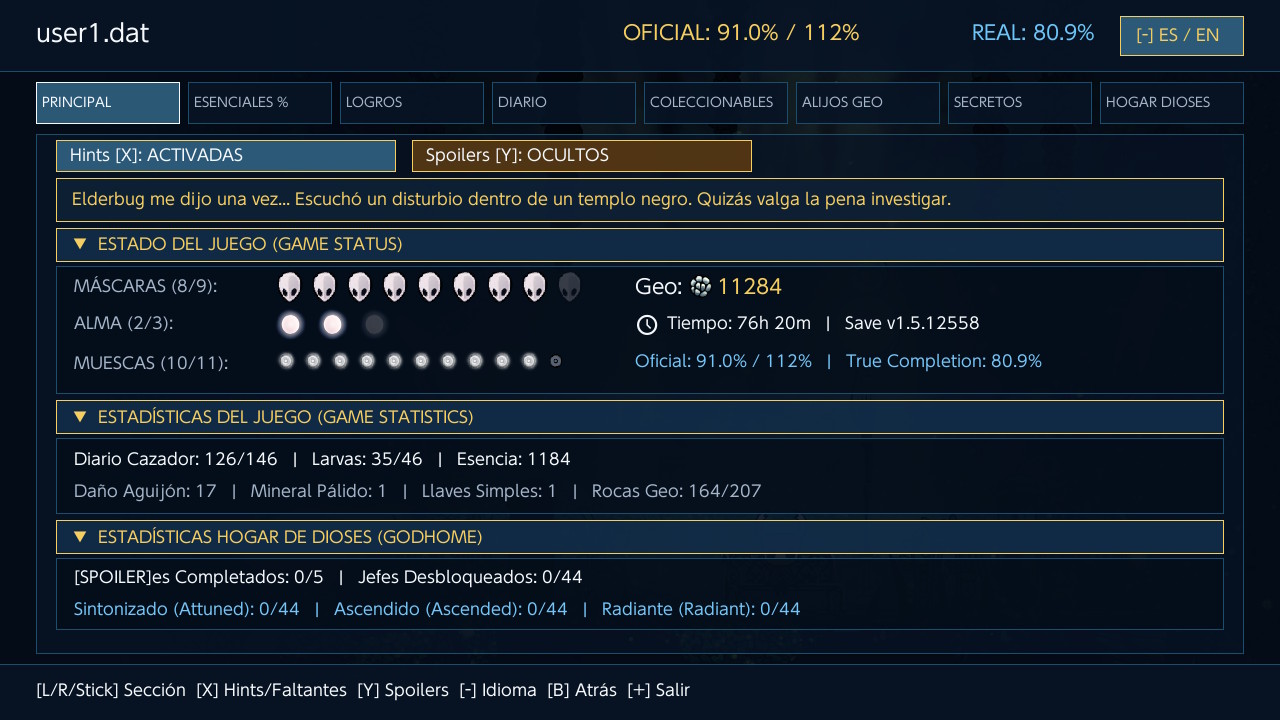 user1.dat
OFICIAL: 91.0% / 112%
REAL: 80.9%
[-] ES / EN
PRINCIPAL
ESENCIALES %
LOGROS
DIARIO
COLECCIONABLES
ALIJOS GEO
SECRETOS
HOGAR DIOSES
Hints [X]: ACTIVADAS
Spoilers [Y]: OCULTOS
Elderbug me dijo una vez... Escuchó un disturbio dentro de un templo negro. Quizás valga la pena investigar.
▼ ESTADO DEL JUEGO (GAME STATUS)
MÁSCARAS (8/9):
Geo: 11284
ALMA (2/3):
Tiempo: 76h 20m | Save v1.5.12558
MUESCAS (10/11):
Oficial: 91.0% / 112% | True Completion: 80.9%
▼ ESTADÍSTICAS DEL JUEGO (GAME STATISTICS)
Diario Cazador: 126/146 | Larvas: 35/46 | Esencia: 1184
Daño Aguijón: 17 | Mineral Pálido: 1 | Llaves Simples: 1 | Rocas Geo: 164/207
▼ ESTADÍSTICAS HOGAR DE DIOSES (GODHOME)
[SPOILER]es Completados: 0/5 | Jefes Desbloqueados: 0/44
Sintonizado (Attuned): 0/44 | Ascendido (Ascended): 0/44 | Radiante (Radiant): 0/44
[L/R/Stick] Sección [X] Hints/Faltantes [Y] Spoilers [-] Idioma [B] Atrás [+] Salir